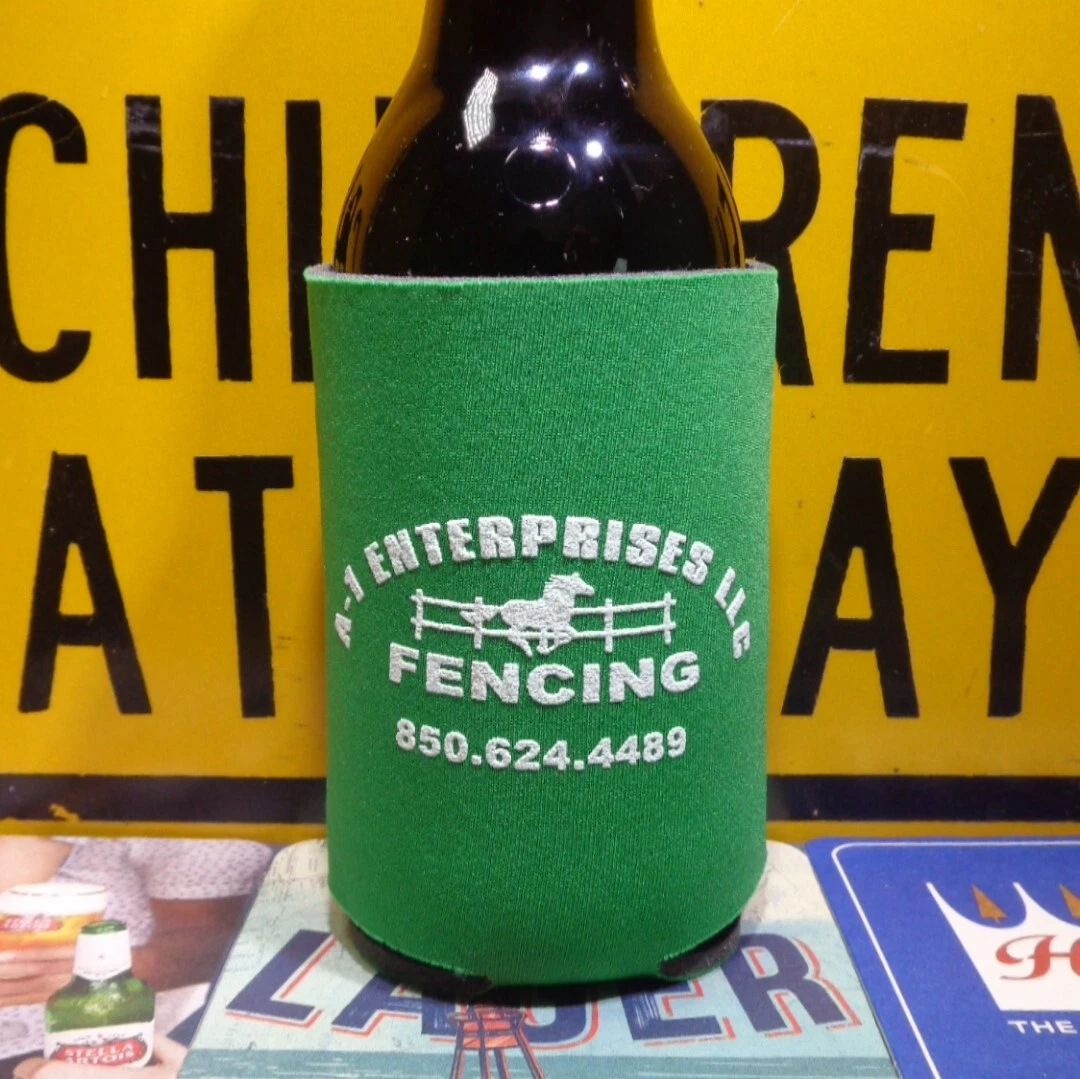 CHI REN
AT AY
A-1 ENTERPRISES LLC
FENCING
850.624.4489
LAGER
STELLA
ARTOIS
H
THE